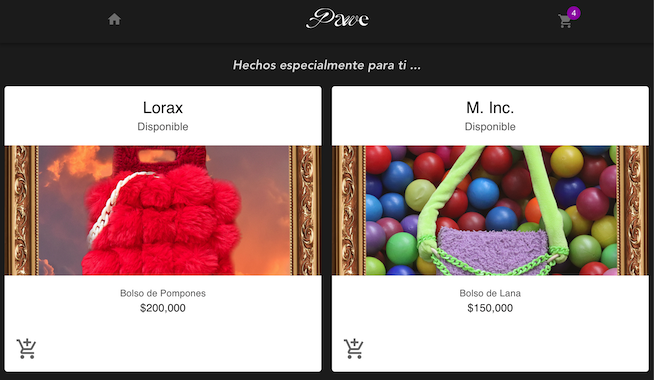 Pawe
4
Hechos especialmente para ti ...
Lorax
Disponible
M. Inc.
Disponible
Bolso de Pompones
$200,000
Bolso de Lana
$150,000